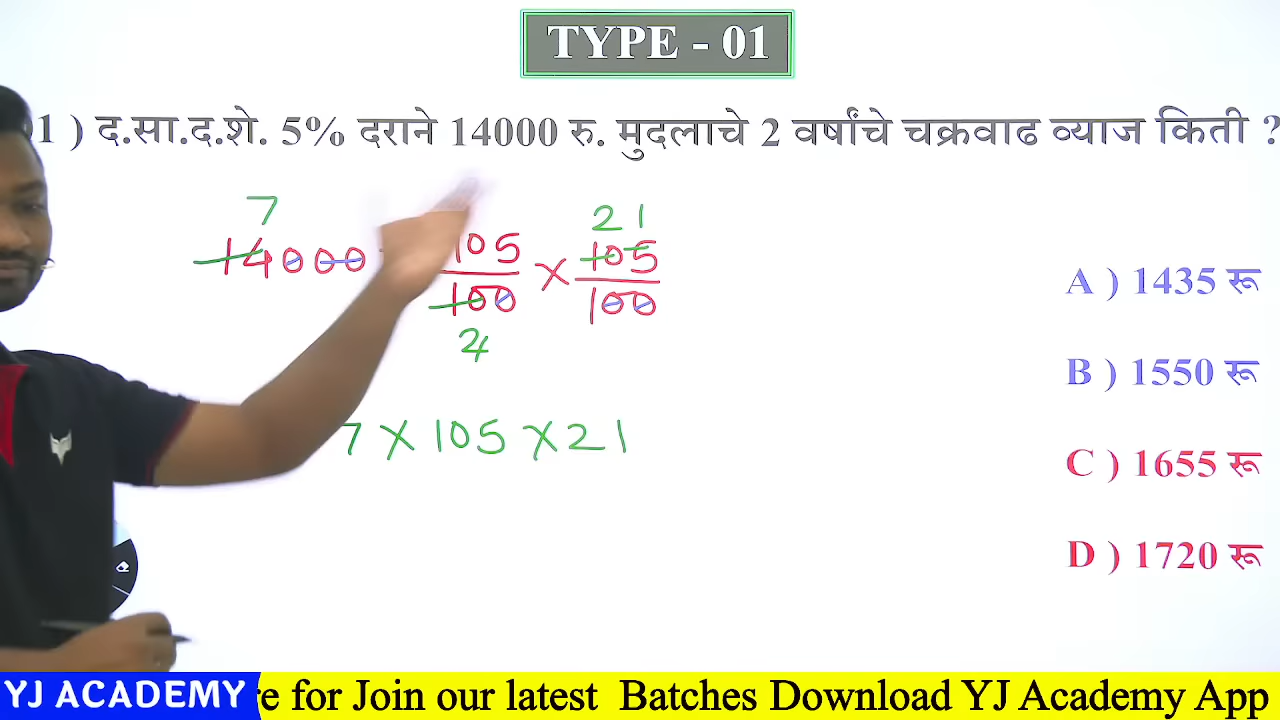 TYPE - 01
1 ) द.सा.द.शे. 5% दराने 14000 रु. मुदलाचे 2 वर्षांचे चक्रवाढ व्याज किती ?
7 21
14000 105 × 105
100 100
2
7 × 105 × 21
A ) 1435 रू
B ) 1550 रू
C ) 1655 रू
D ) 1720 रू
YJ ACADEMY
for Join our latest Batches Download YJ Academy App